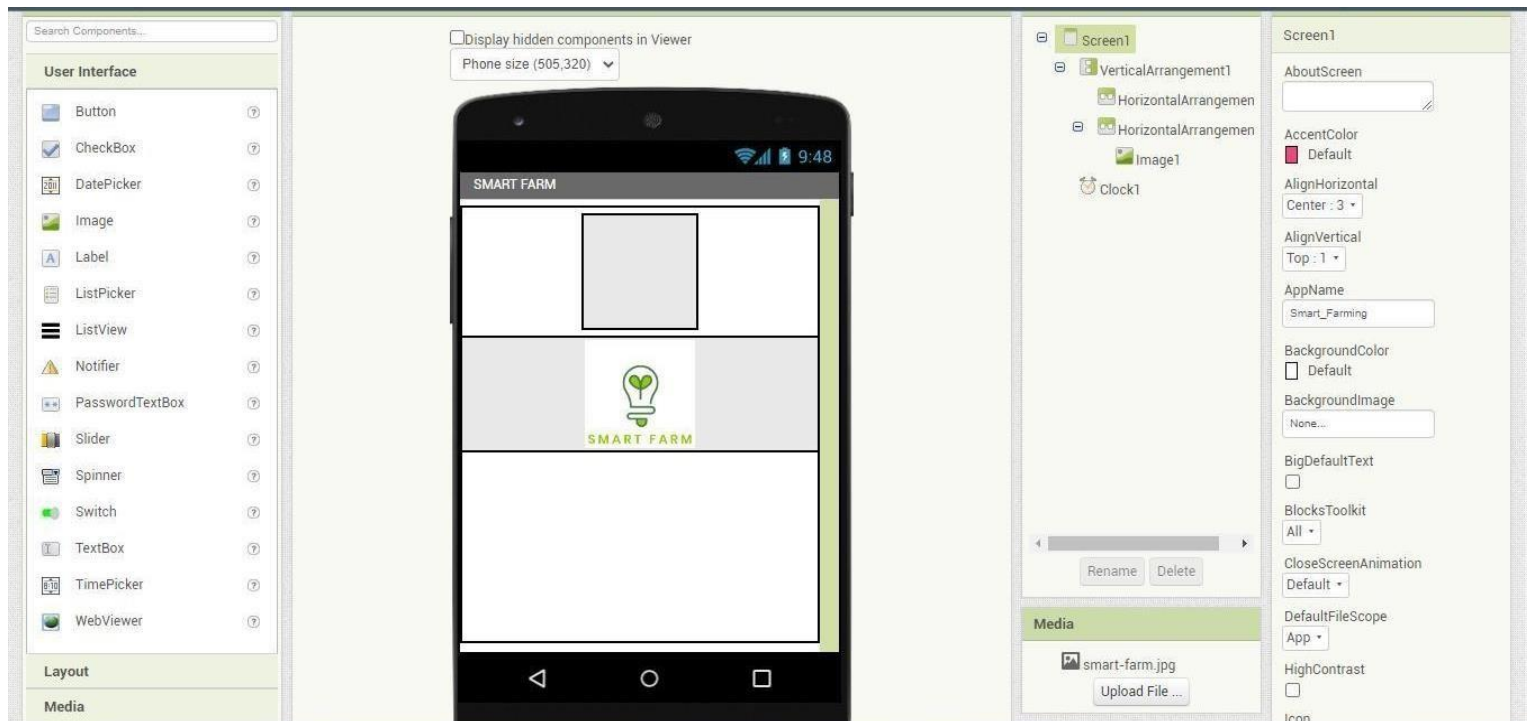 Search Components...
User Interface
Button
CheckBox
DatePicker
Image
Label
ListPicker
ListView
Notifier
PasswordTextBox
Slider
Spinner
Switch
TextBox
TimePicker
WebViewer
Layout
Media
Display hidden components in Viewer
Phone size (505,320)
9:48
SMART FARM
SMART FARM
Screen1
VerticalArrangement1
HorizontalArrangemen
HorizontalArrangemen
Image1
Clock1
Rename Delete
Media
smart-farm.jpg
Upload File ...
Screen1
AboutScreen
AccentColor
Default
AlignHorizontal
Center : 3
AlignVertical
Top : 1
AppName
Smart_Farming
BackgroundColor
Default
BackgroundImage
None...
BigDefaultText
BlocksToolkit
All
CloseScreenAnimation
Default
DefaultFileScope
App
HighContrast
Icon